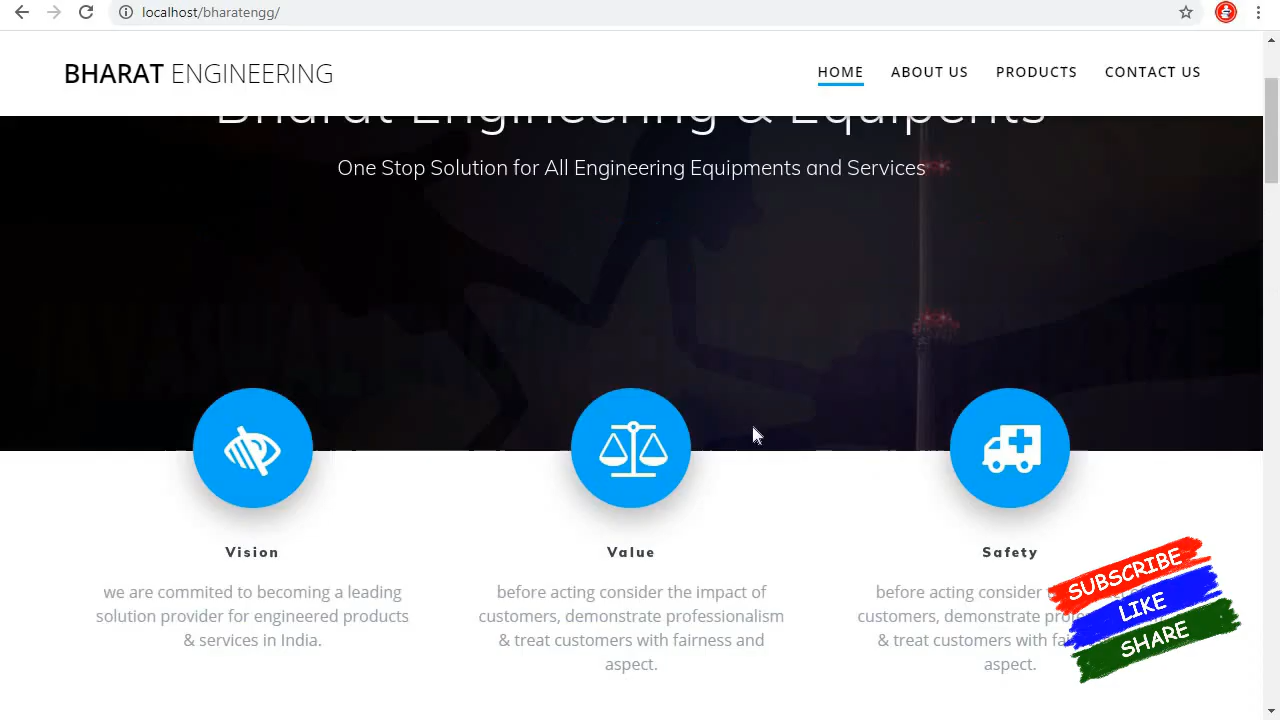 localhost/bharatengg/
BHARAT ENGINEERING
HOME
ABOUT US
PRODUCTS
CONTACT US
Bharat Engineering & Equipents
One Stop Solution for All Engineering Equipments and Services
Vision
we are commited to becoming a leading
solution provider for engineered products
& services in India.
Value
before acting consider the impact of
customers, demonstrate professionalism
& treat customers with fairness and
aspect.
Safety
before acting consider
customers, demonstrate
& treat customers with
aspect.
SUBSCRIBE
LIKE
SHARE